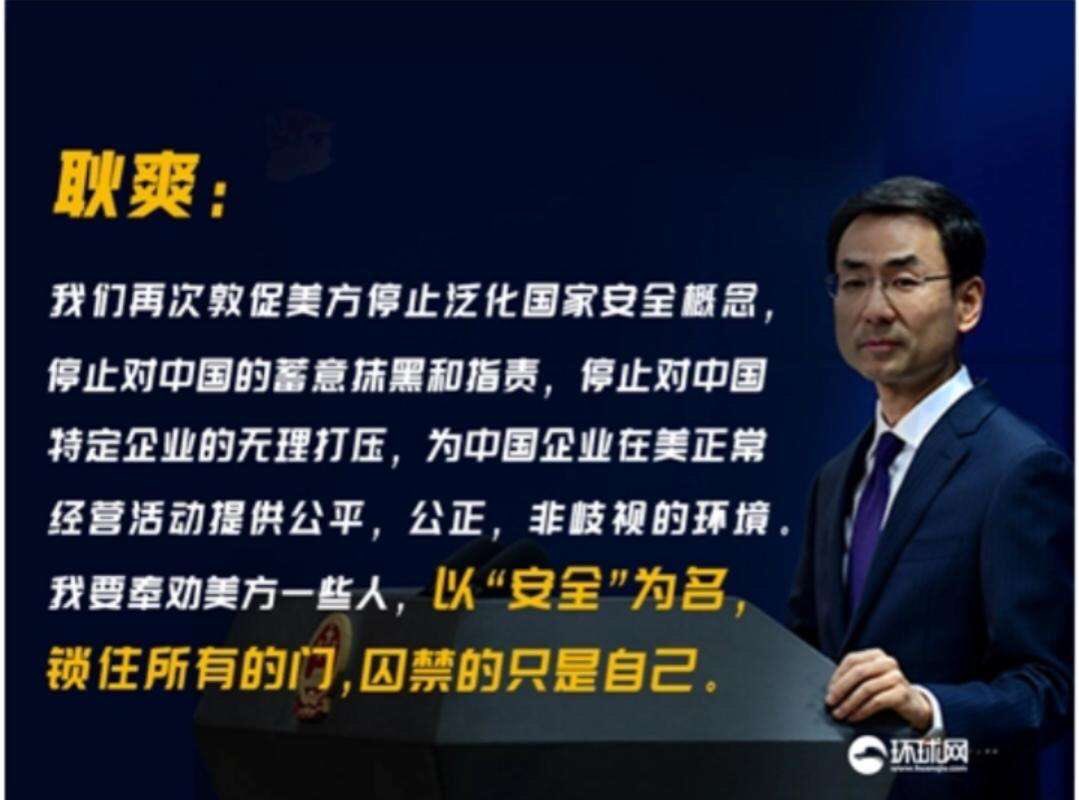 耿爽：
我们再次敦促美方停止泛化国家安全概念，
停止对中国的蓄意抹黑和指责，停止对中国
特定企业的无理打压，为中国企业在美正常
经营活动提供公平，公正，非歧视的环境。
我要奉劝美方一些人，以“安全”为名，
锁住所有的门，囚禁的只是自己。
环球网
www.huanqiu.com